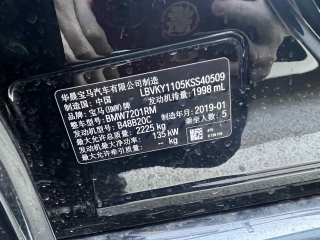 华晨宝马汽车有限公司制造
制造国: 中国 LBVKY1105KSS40509
品牌: 宝马(BMW)牌 发动机排量: 1998 mL
整车型号: BMW7201RM
发动机型号: B48B20C 制造年月: 2019-01
最大允许总质量: 2225 kg 乘坐人数: 5
发动机最大净功率: 135 kW
最大允许牵引质量: -- kg